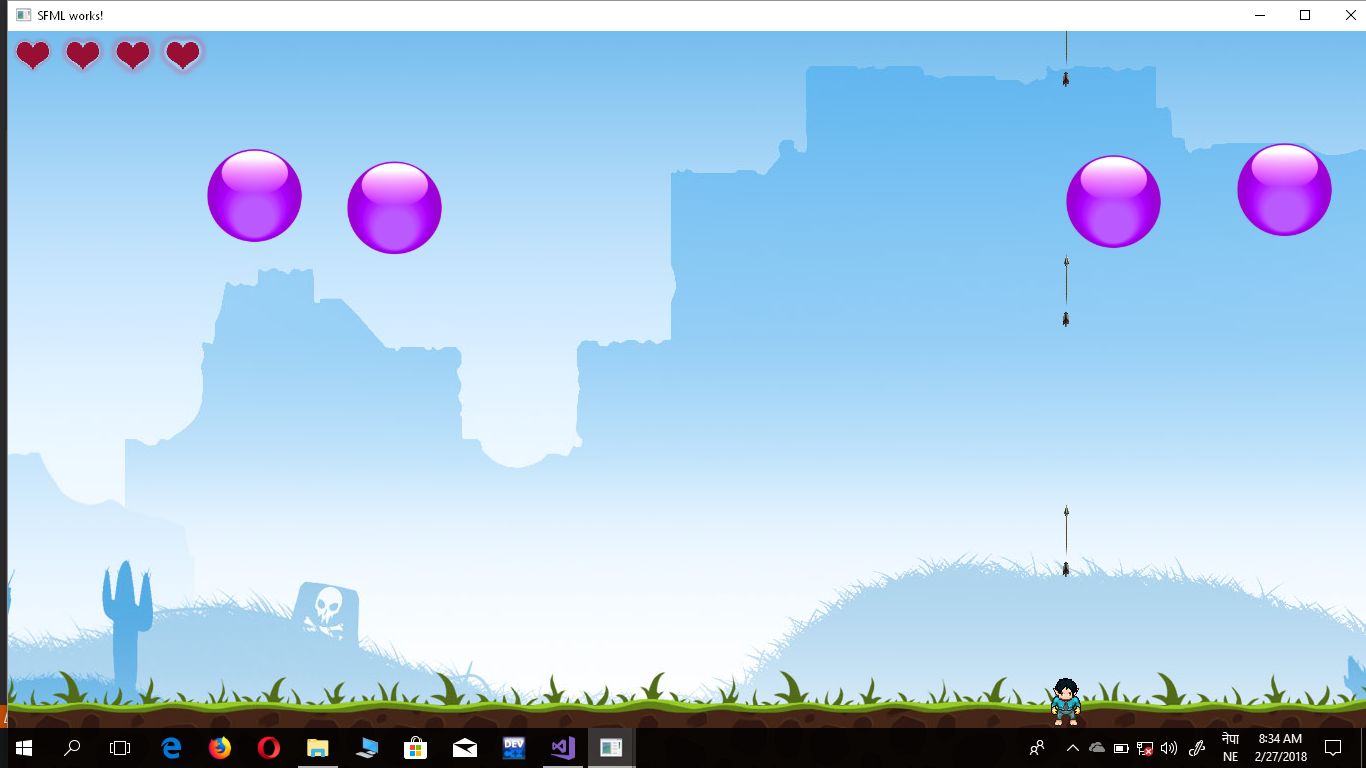 SFML works!
DEV
C++
नेपा
NE
8:34 AM
2/27/2018